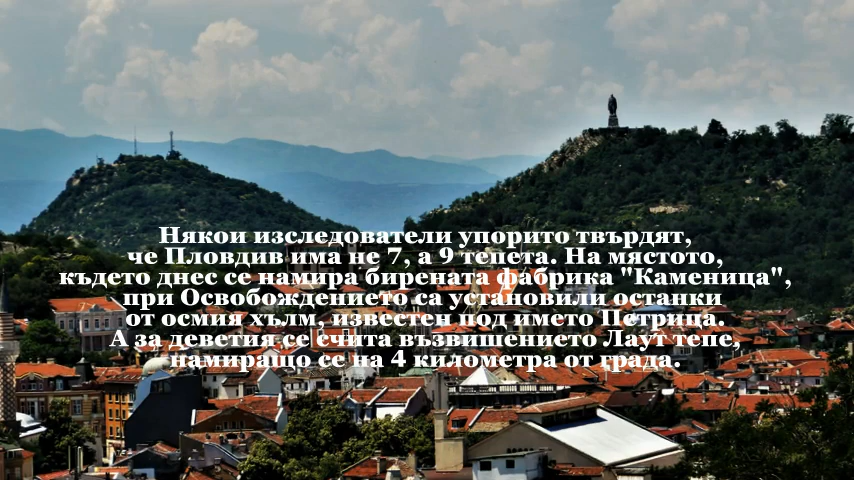 Някои изследователи упорито твърдят,
че Пловдив има не 7, а 9 тепета. На мястото,
където днес се намира бирената фабрика "Каменица",
при Освобождението са установили останки
от осмия хълм, известен под името Петрица.
А за деветия се счита възвишението Лаут тепе,
намиращо се на 4 километра от града.